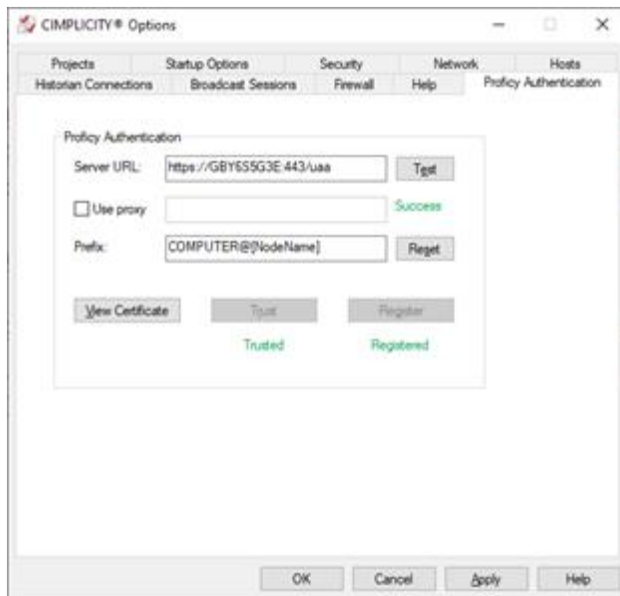 CIMPLICITY® Options
Projects Startup Options Security Network Hosts
Historian Connections Broadcast Sessions Firewall Help Proficy Authentication
Proficy Authentication
Server URL: https://GBY6S5G3E:443/uaa Test
Use proxy Success
Prefix: COMPUTER@[NodeName] Reset
View Certificate Trust Register
Trusted Registered
OK Cancel Apply Help